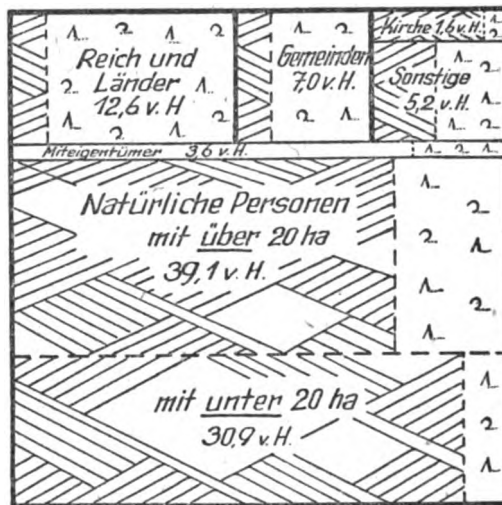 Reich und
Länder
12,6 v. H
Gemeinden
7,0 v. H.
Kirche 1,6 v. H.
Sonstige
5,2 v. H.
Miteigentümer 3,6 v. H.
Natürliche Personen
mit über 20 ha
39,1 v. H.
mit unter 20 ha
30,9 v. H.